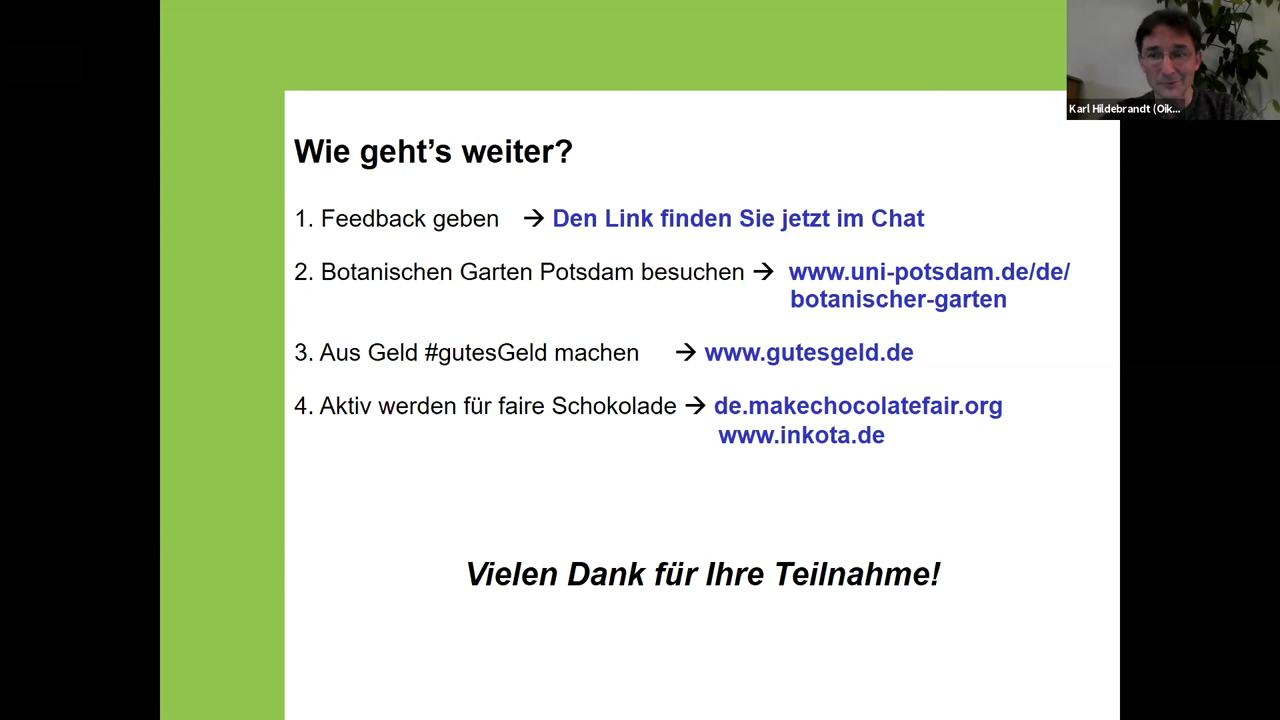 Karl Hildebrandt (Oik...
Wie geht’s weiter?
1. Feedback geben → Den Link finden Sie jetzt im Chat
2. Botanischen Garten Potsdam besuchen → www.uni-potsdam.de/de/
botanischer-garten
3. Aus Geld #gutesGeld machen → www.gutesgeld.de
4. Aktiv werden für faire Schokolade → de.makechocolatefair.org
www.inkota.de
Vielen Dank für Ihre Teilnahme!